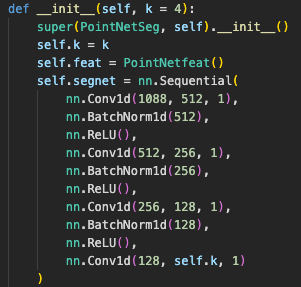 def __init__(self, k = 4):
    super(PointNetSeg, self).__init__()
    self.k = k
    self.feat = PointNetfeat()
    self.segnet = nn.Sequential(
        nn.Conv1d(1088, 512, 1),
        nn.BatchNorm1d(512),
        nn.ReLU(),
        nn.Conv1d(512, 256, 1),
        nn.BatchNorm1d(256),
        nn.ReLU(),
        nn.Conv1d(256, 128, 1),
        nn.BatchNorm1d(128),
        nn.ReLU(),
        nn.Conv1d(128, self.k, 1)
    )